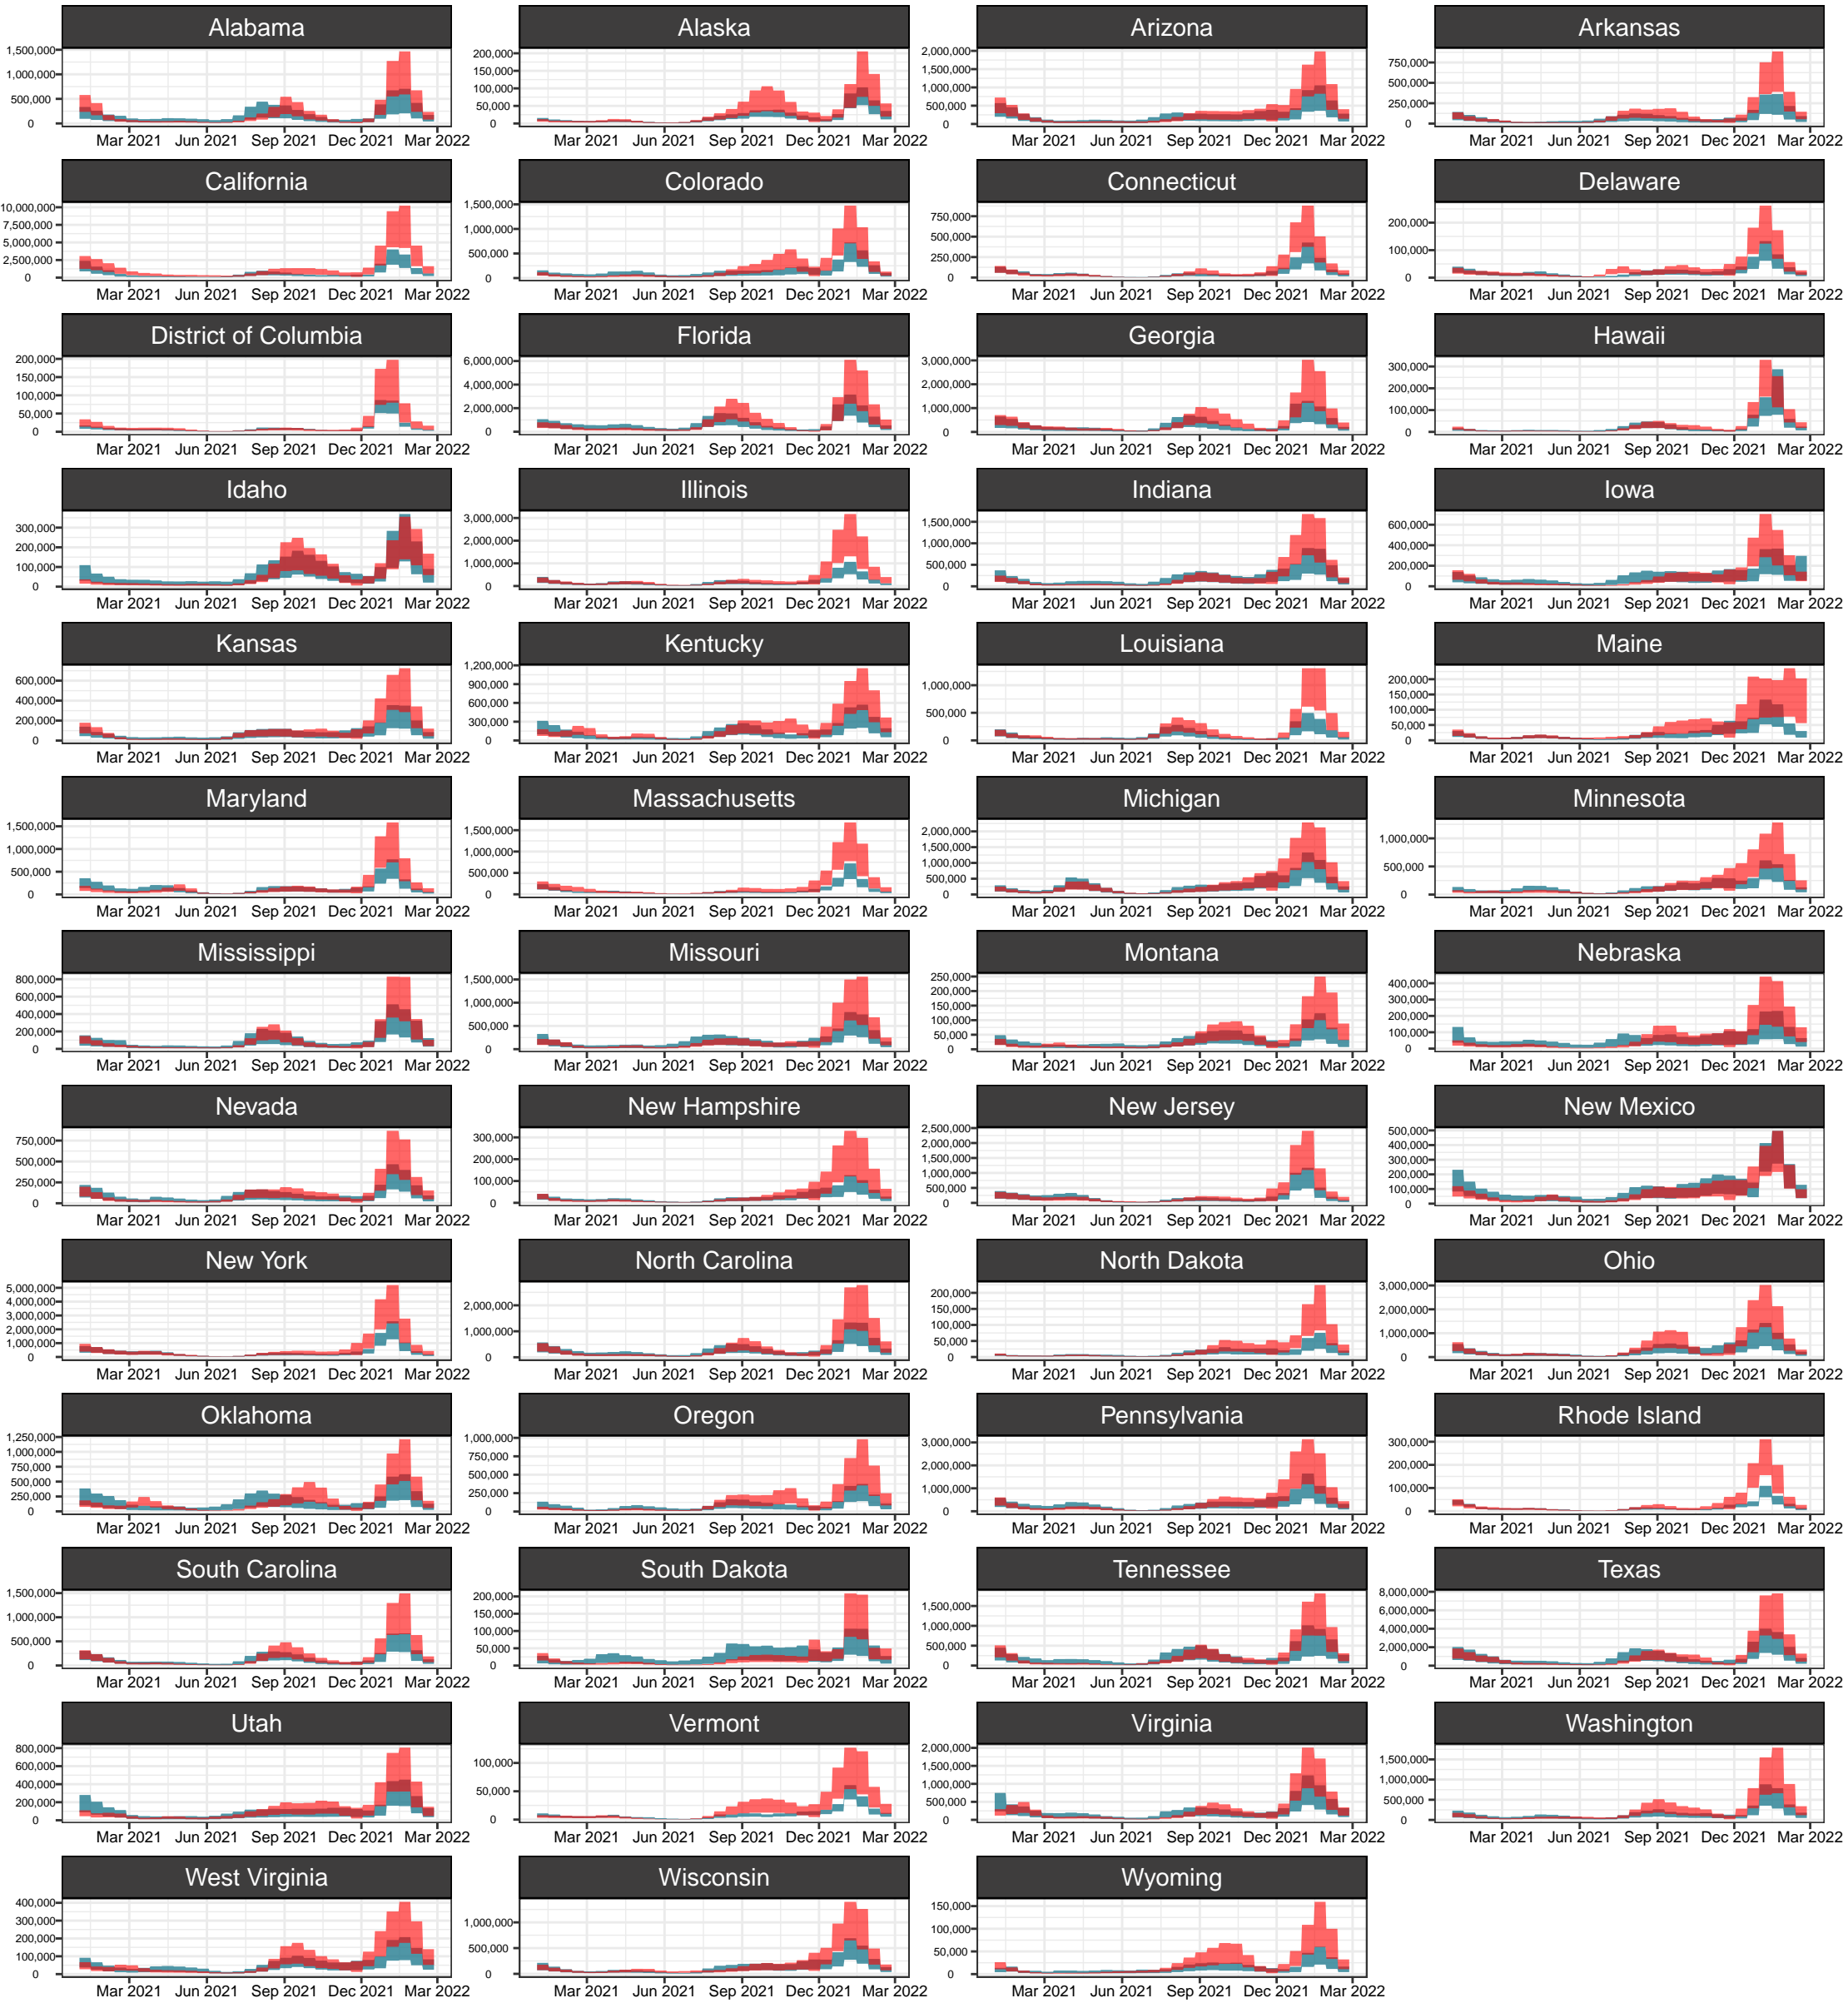 Alabama Alaska Arizona Arkansas
1,500,000 200,000 2,000,000 750,000
1,000,000 150,000 1,500,000 500,000
500,000 100,000 1,000,000 250,000
0 50,000 500,000 0
0 0
Mar 2021 Jun 2021 Sep 2021 Dec 2021 Mar 2022 Mar 2021 Jun 2021 Sep 2021 Dec 2021 Mar 2022 Mar 2021 Jun 2021 Sep 2021 Dec 2021 Mar 2022 Mar 2021 Jun 2021 Sep 2021 Dec 2021 Mar 2022
California Colorado Connecticut Delaware
10,000,000 1,500,000 750,000 200,000
7,500,000 1,000,000 500,000 100,000
5,000,000 500,000 250,000 0
2,500,000 0 0
0
Mar 2021 Jun 2021 Sep 2021 Dec 2021 Mar 2022 Mar 2021 Jun 2021 Sep 2021 Dec 2021 Mar 2022 Mar 2021 Jun 2021 Sep 2021 Dec 2021 Mar 2022 Mar 2021 Jun 2021 Sep 2021 Dec 2021 Mar 2022
District of Columbia Florida Georgia Hawaii
200,000 6,000,000 3,000,000 300,000
150,000 4,000,000 2,000,000 200,000
100,000 2,000,000 1,000,000 100,000
50,000 0 0 0
0
Mar 2021 Jun 2021 Sep 2021 Dec 2021 Mar 2022 Mar 2021 Jun 2021 Sep 2021 Dec 2021 Mar 2022 Mar 2021 Jun 2021 Sep 2021 Dec 2021 Mar 2022 Mar 2021 Jun 2021 Sep 2021 Dec 2021 Mar 2022
Idaho Illinois Indiana Iowa
300,000 3,000,000 1,500,000 600,000
200,000 2,000,000 1,000,000 400,000
100,000 1,000,000 500,000 200,000
0 0 0 0
Mar 2021 Jun 2021 Sep 2021 Dec 2021 Mar 2022 Mar 2021 Jun 2021 Sep 2021 Dec 2021 Mar 2022 Mar 2021 Jun 2021 Sep 2021 Dec 2021 Mar 2022 Mar 2021 Jun 2021 Sep 2021 Dec 2021 Mar 2022
Kansas Kentucky Louisiana Maine
600,000 1,200,000 1,000,000 200,000
400,000 900,000 500,000 150,000
200,000 600,000 0 100,000
0 300,000 50,000
0 0
Mar 2021 Jun 2021 Sep 2021 Dec 2021 Mar 2022 Mar 2021 Jun 2021 Sep 2021 Dec 2021 Mar 2022 Mar 2021 Jun 2021 Sep 2021 Dec 2021 Mar 2022 Mar 2021 Jun 2021 Sep 2021 Dec 2021 Mar 2022
Maryland Massachusetts Michigan Minnesota
1,500,000 1,500,000 2,000,000 1,000,000
1,000,000 1,000,000 1,500,000 500,000
500,000 500,000 1,000,000 0
0 0 500,000
0
Mar 2021 Jun 2021 Sep 2021 Dec 2021 Mar 2022 Mar 2021 Jun 2021 Sep 2021 Dec 2021 Mar 2022 Mar 2021 Jun 2021 Sep 2021 Dec 2021 Mar 2022 Mar 2021 Jun 2021 Sep 2021 Dec 2021 Mar 2022
Mississippi Missouri Montana Nebraska
800,000 1,500,000 250,000 400,000
600,000 1,000,000 200,000 300,000
400,000 500,000 150,000 200,000
200,000 0 100,000 100,000
0 50,000 0
0
Mar 2021 Jun 2021 Sep 2021 Dec 2021 Mar 2022 Mar 2021 Jun 2021 Sep 2021 Dec 2021 Mar 2022 Mar 2021 Jun 2021 Sep 2021 Dec 2021 Mar 2022 Mar 2021 Jun 2021 Sep 2021 Dec 2021 Mar 2022
Nevada New Hampshire New Jersey New Mexico
750,000 300,000 2,500,000 500,000
500,000 200,000 2,000,000 400,000
250,000 100,000 1,500,000 300,000
0 0 1,000,000 200,000
500,000 100,000
0 0
Mar 2021 Jun 2021 Sep 2021 Dec 2021 Mar 2022 Mar 2021 Jun 2021 Sep 2021 Dec 2021 Mar 2022 Mar 2021 Jun 2021 Sep 2021 Dec 2021 Mar 2022 Mar 2021 Jun 2021 Sep 2021 Dec 2021 Mar 2022
New York North Carolina North Dakota Ohio
5,000,000 2,000,000 200,000 3,000,000
4,000,000 1,000,000 150,000 2,000,000
3,000,000 0 100,000 1,000,000
2,000,000 50,000 0
1,000,000 0
0
Mar 2021 Jun 2021 Sep 2021 Dec 2021 Mar 2022 Mar 2021 Jun 2021 Sep 2021 Dec 2021 Mar 2022 Mar 2021 Jun 2021 Sep 2021 Dec 2021 Mar 2022 Mar 2021 Jun 2021 Sep 2021 Dec 2021 Mar 2022
Oklahoma Oregon Pennsylvania Rhode Island
1,250,000 1,000,000 3,000,000 300,000
1,000,000 750,000 2,000,000 200,000
750,000 500,000 1,000,000 100,000
500,000 250,000 0 0
250,000 0
0
Mar 2021 Jun 2021 Sep 2021 Dec 2021 Mar 2022 Mar 2021 Jun 2021 Sep 2021 Dec 2021 Mar 2022 Mar 2021 Jun 2021 Sep 2021 Dec 2021 Mar 2022 Mar 2021 Jun 2021 Sep 2021 Dec 2021 Mar 2022
South Carolina South Dakota Tennessee Texas
1,500,000 200,000 1,500,000 8,000,000
1,000,000 150,000 1,000,000 6,000,000
500,000 100,000 500,000 4,000,000
0 50,000 0 2,000,000
0 0
Mar 2021 Jun 2021 Sep 2021 Dec 2021 Mar 2022 Mar 2021 Jun 2021 Sep 2021 Dec 2021 Mar 2022 Mar 2021 Jun 2021 Sep 2021 Dec 2021 Mar 2022 Mar 2021 Jun 2021 Sep 2021 Dec 2021 Mar 2022
Utah Vermont Virginia Washington
800,000 100,000 2,000,000 1,500,000
600,000 50,000 1,500,000 1,000,000
400,000 0 1,000,000 500,000
200,000 500,000 0
0 0
Mar 2021 Jun 2021 Sep 2021 Dec 2021 Mar 2022 Mar 2021 Jun 2021 Sep 2021 Dec 2021 Mar 2022 Mar 2021 Jun 2021 Sep 2021 Dec 2021 Mar 2022 Mar 2021 Jun 2021 Sep 2021 Dec 2021 Mar 2022
West Virginia Wisconsin Wyoming
400,000 1,000,000 150,000
300,000 500,000 100,000
200,000 0 50,000
100,000 0
0
Mar 2021 Jun 2021 Sep 2021 Dec 2021 Mar 2022 Mar 2021 Jun 2021 Sep 2021 Dec 2021 Mar 2022 Mar 2021 Jun 2021 Sep 2021 Dec 2021 Mar 2022